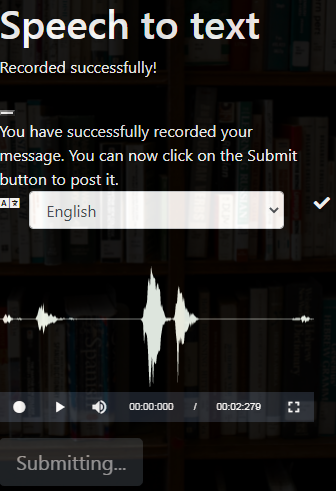 Speech to text
Recorded successfully!
You have successfully recorded your
message. You can now click on the Submit
button to post it.
English
00:00:000 / 00:02:279
Submitting...